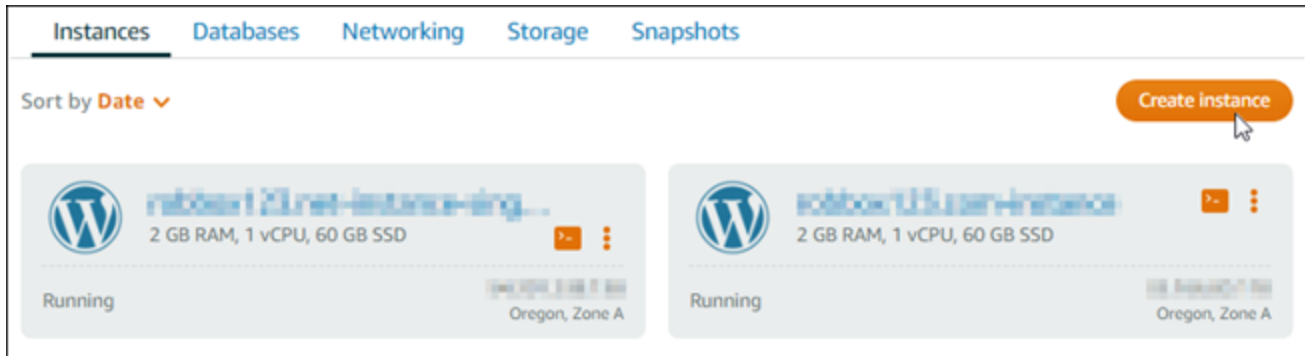 Instances Databases Networking Storage Snapshots
Sort by Date
Create instance
2 GB RAM, 1 vCPU, 60 GB SSD
Running
Oregon, Zone A
2 GB RAM, 1 vCPU, 60 GB SSD
Running
Oregon, Zone A